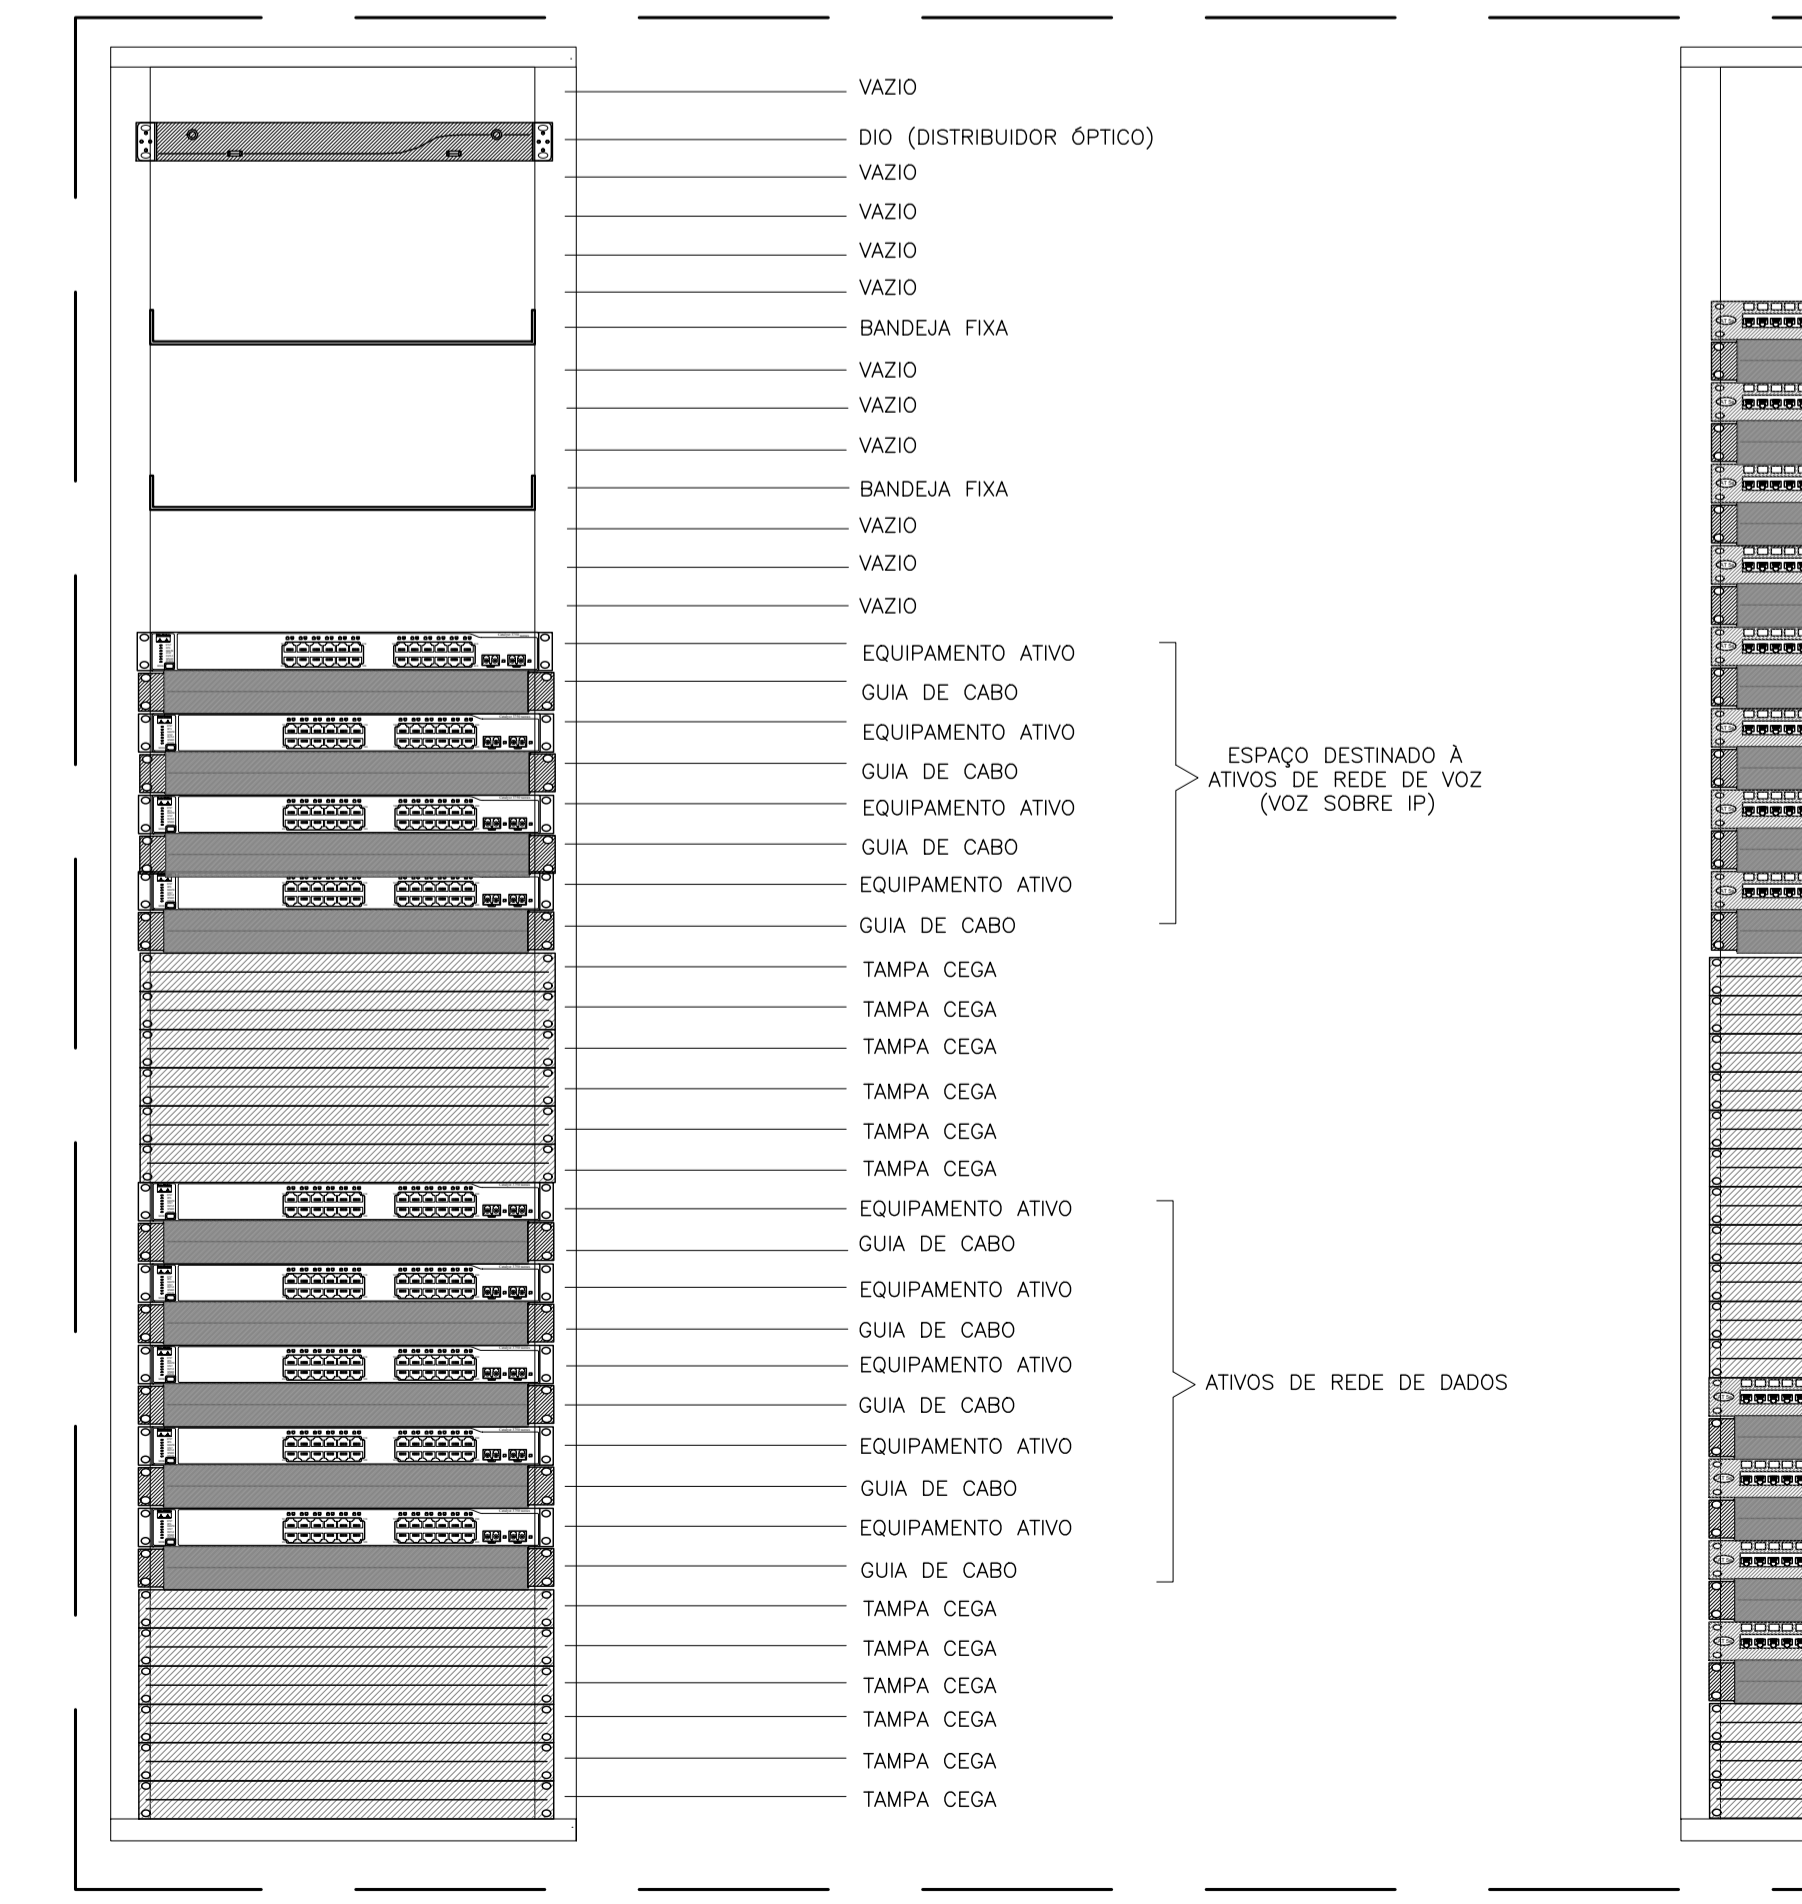 VAZIO
DIO (DISTRIBUIDOR ÓPTICO)
VAZIO
VAZIO
VAZIO
VAZIO
BANDEJA FIXA
VAZIO
VAZIO
VAZIO
BANDEJA FIXA
VAZIO
VAZIO
VAZIO
EQUIPAMENTO ATIVO
GUIA DE CABO
EQUIPAMENTO ATIVO
GUIA DE CABO
EQUIPAMENTO ATIVO
GUIA DE CABO
EQUIPAMENTO ATIVO
GUIA DE CABO
ESPAÇO DESTINADO À
ATIVOS DE REDE DE VOZ
(VOZ SOBRE IP)
TAMPA CEGA
TAMPA CEGA
TAMPA CEGA
TAMPA CEGA
TAMPA CEGA
TAMPA CEGA
EQUIPAMENTO ATIVO
GUIA DE CABO
EQUIPAMENTO ATIVO
GUIA DE CABO
EQUIPAMENTO ATIVO
GUIA DE CABO
EQUIPAMENTO ATIVO
GUIA DE CABO
EQUIPAMENTO ATIVO
GUIA DE CABO
ATIVOS DE REDE DE DADOS
TAMPA CEGA
TAMPA CEGA
TAMPA CEGA
TAMPA CEGA
TAMPA CEGA
TAMPA CEGA